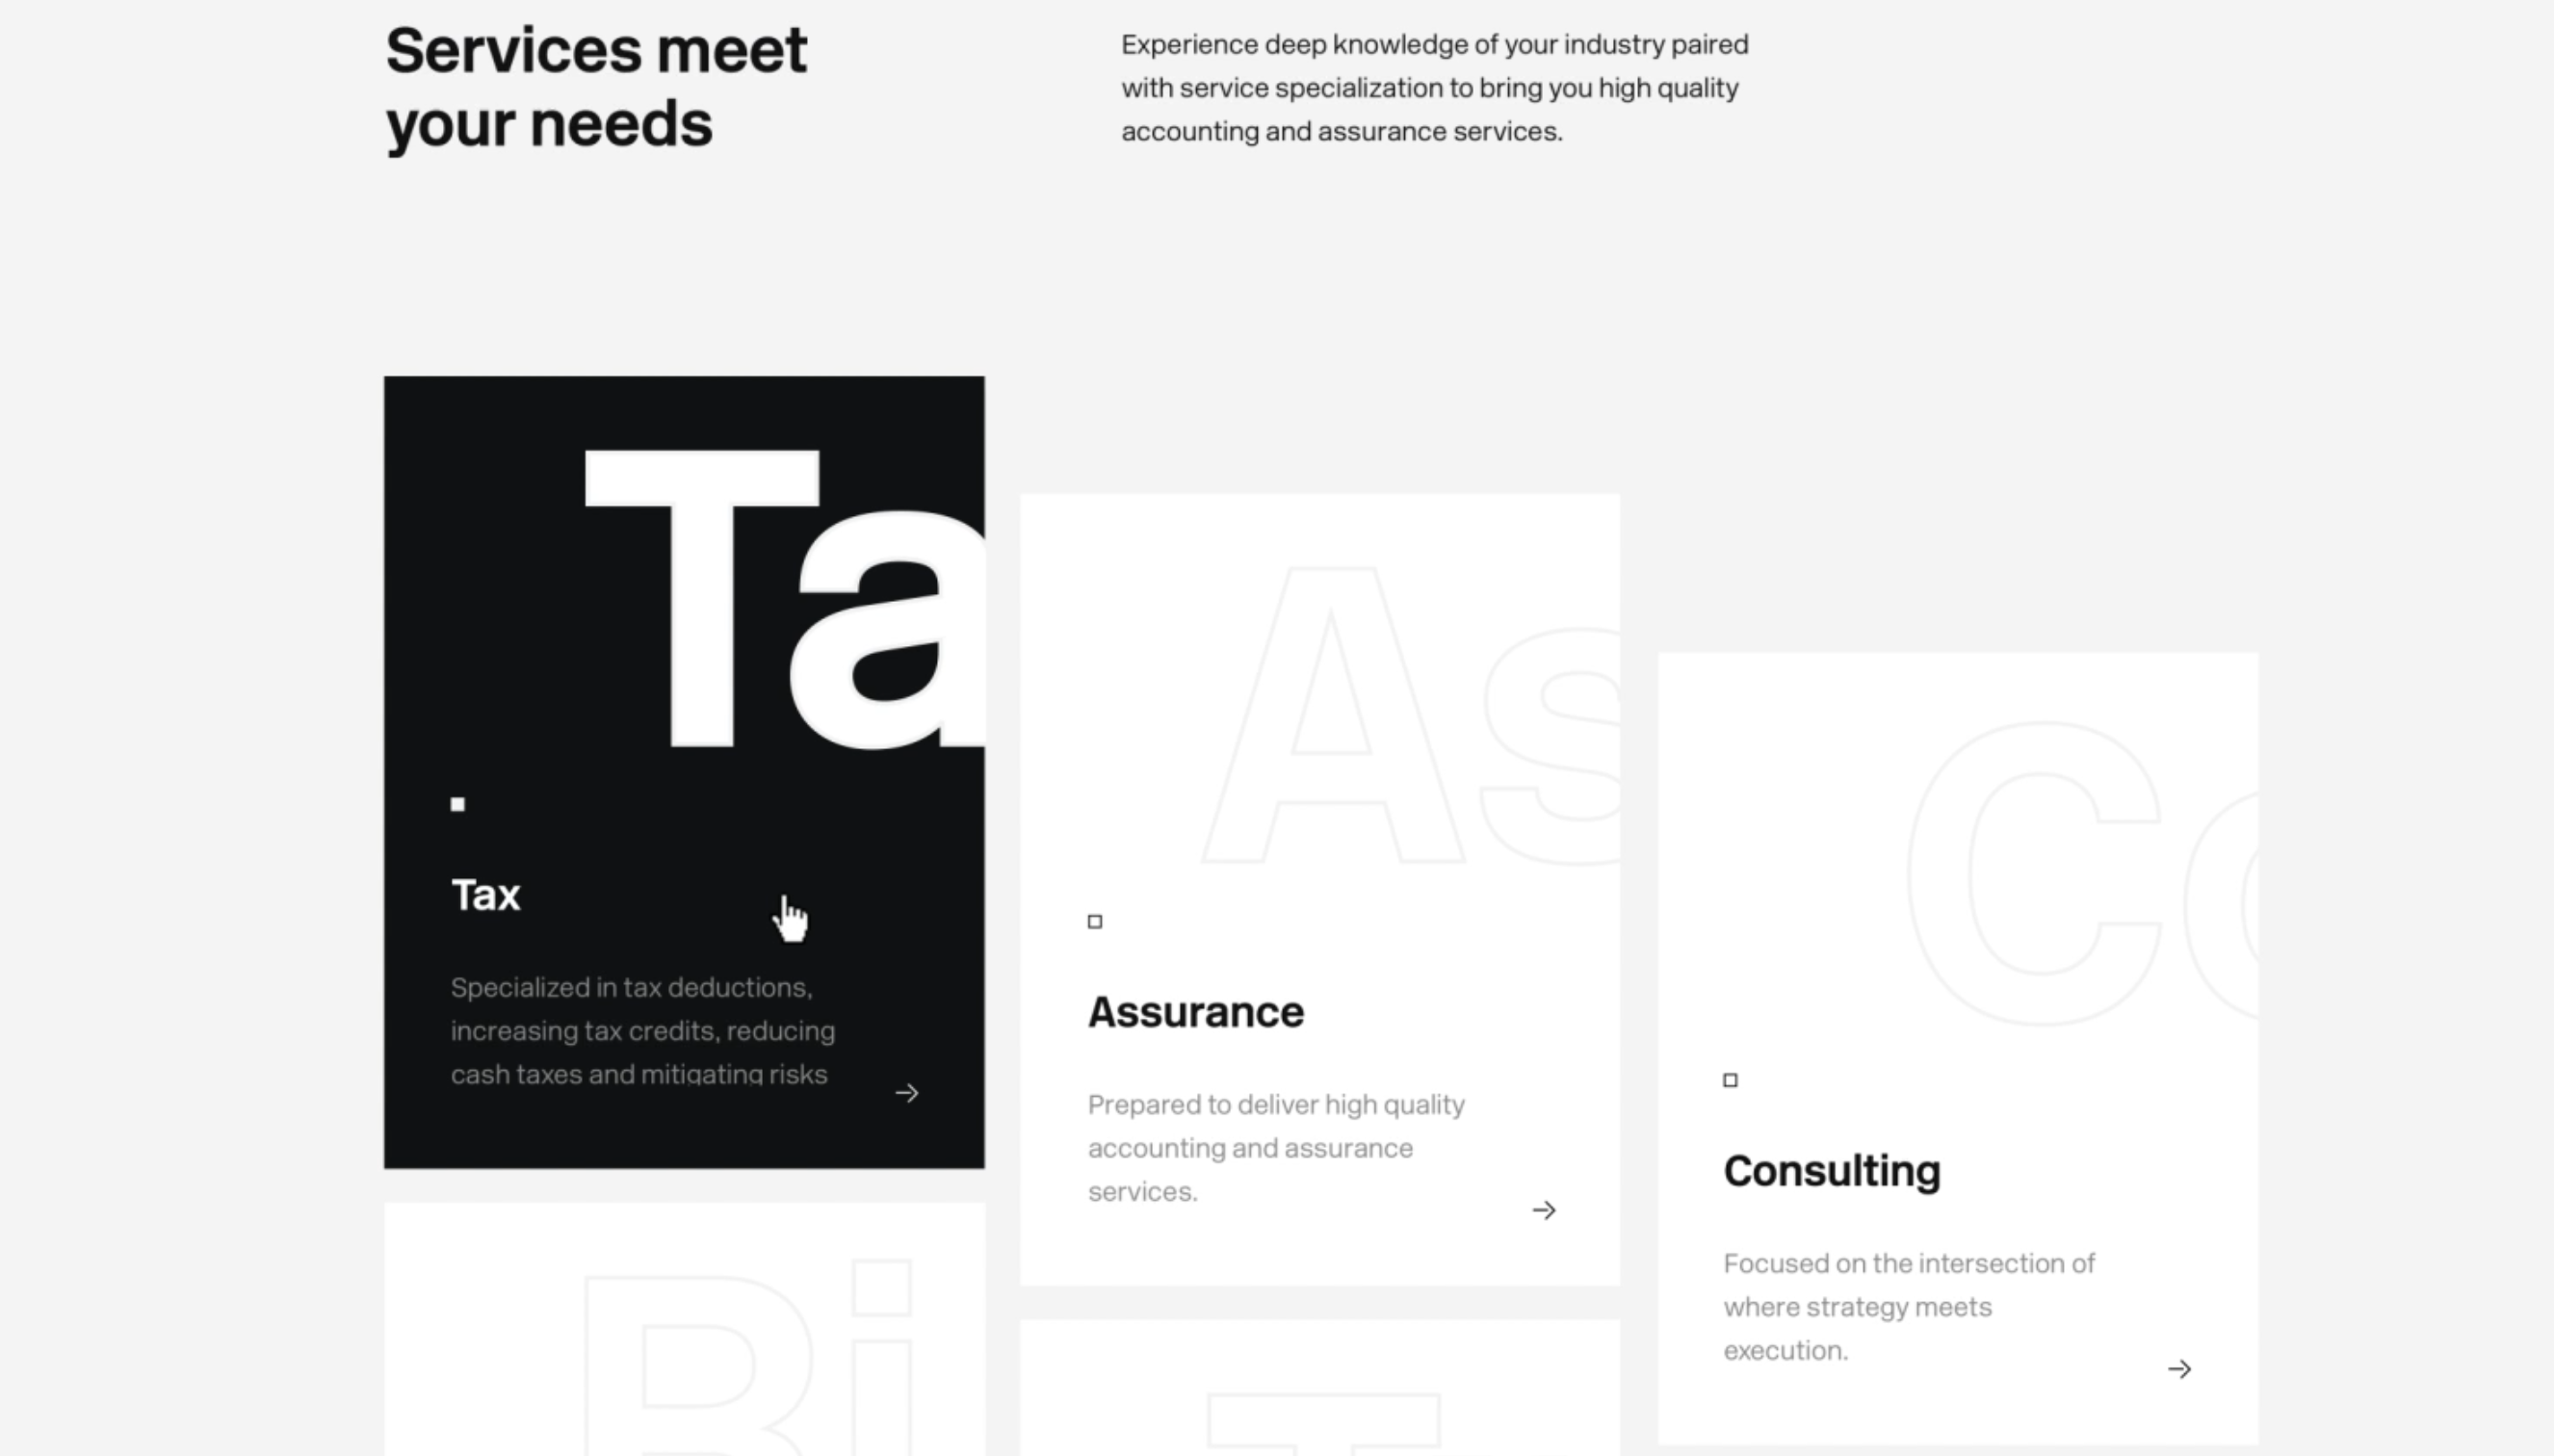 Services meet
your needs
Experience deep knowledge of your industry paired
with service specialization to bring you high quality
accounting and assurance services.
Ta
Tax
Specialized in tax deductions,
increasing tax credits, reducing
cash taxes and mitigating risks
As
Assurance
Prepared to deliver high quality
accounting and assurance
services.
Co
Consulting
Focused on the intersection of
where strategy meets
execution.
Bi
T